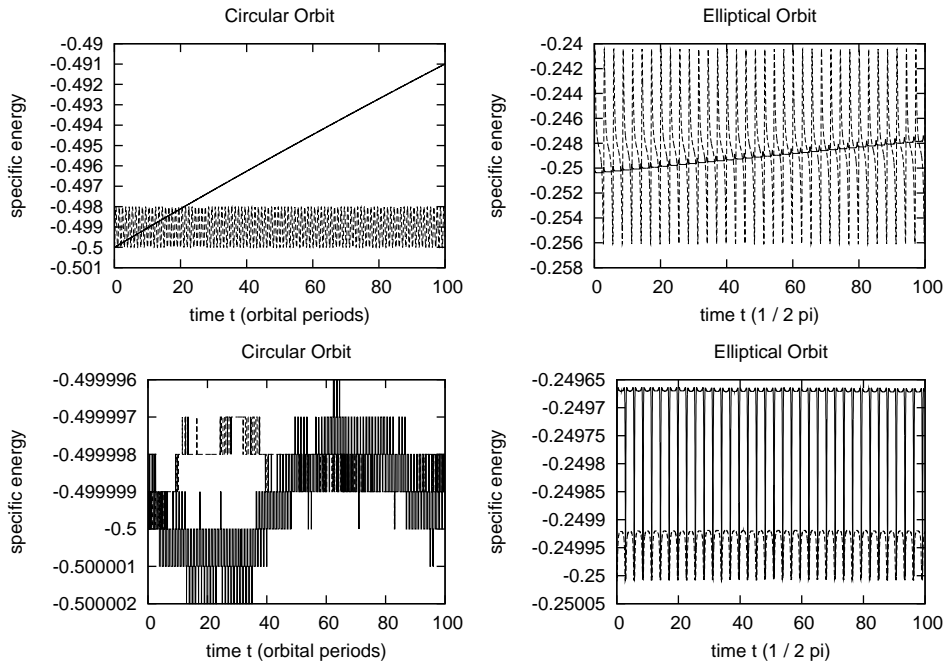 Circular Orbit
specific energy
-0.49
-0.491
-0.492
-0.493
-0.494
-0.495
-0.496
-0.497
-0.498
-0.499
-0.5
-0.501
0 20 40 60 80 100
time t (orbital periods)
Elliptical Orbit
specific energy
-0.24
-0.242
-0.244
-0.246
-0.248
-0.25
-0.252
-0.254
-0.256
-0.258
0 20 40 60 80 100
time t (1 / 2 pi)
Circular Orbit
specific energy
-0.499996
-0.499997
-0.499998
-0.499999
-0.5
-0.500001
-0.500002
0 20 40 60 80 100
time t (orbital periods)
Elliptical Orbit
specific energy
-0.24965
-0.2497
-0.24975
-0.2498
-0.24985
-0.2499
-0.24995
-0.25
-0.25005
0 20 40 60 80 100
time t (1 / 2 pi)